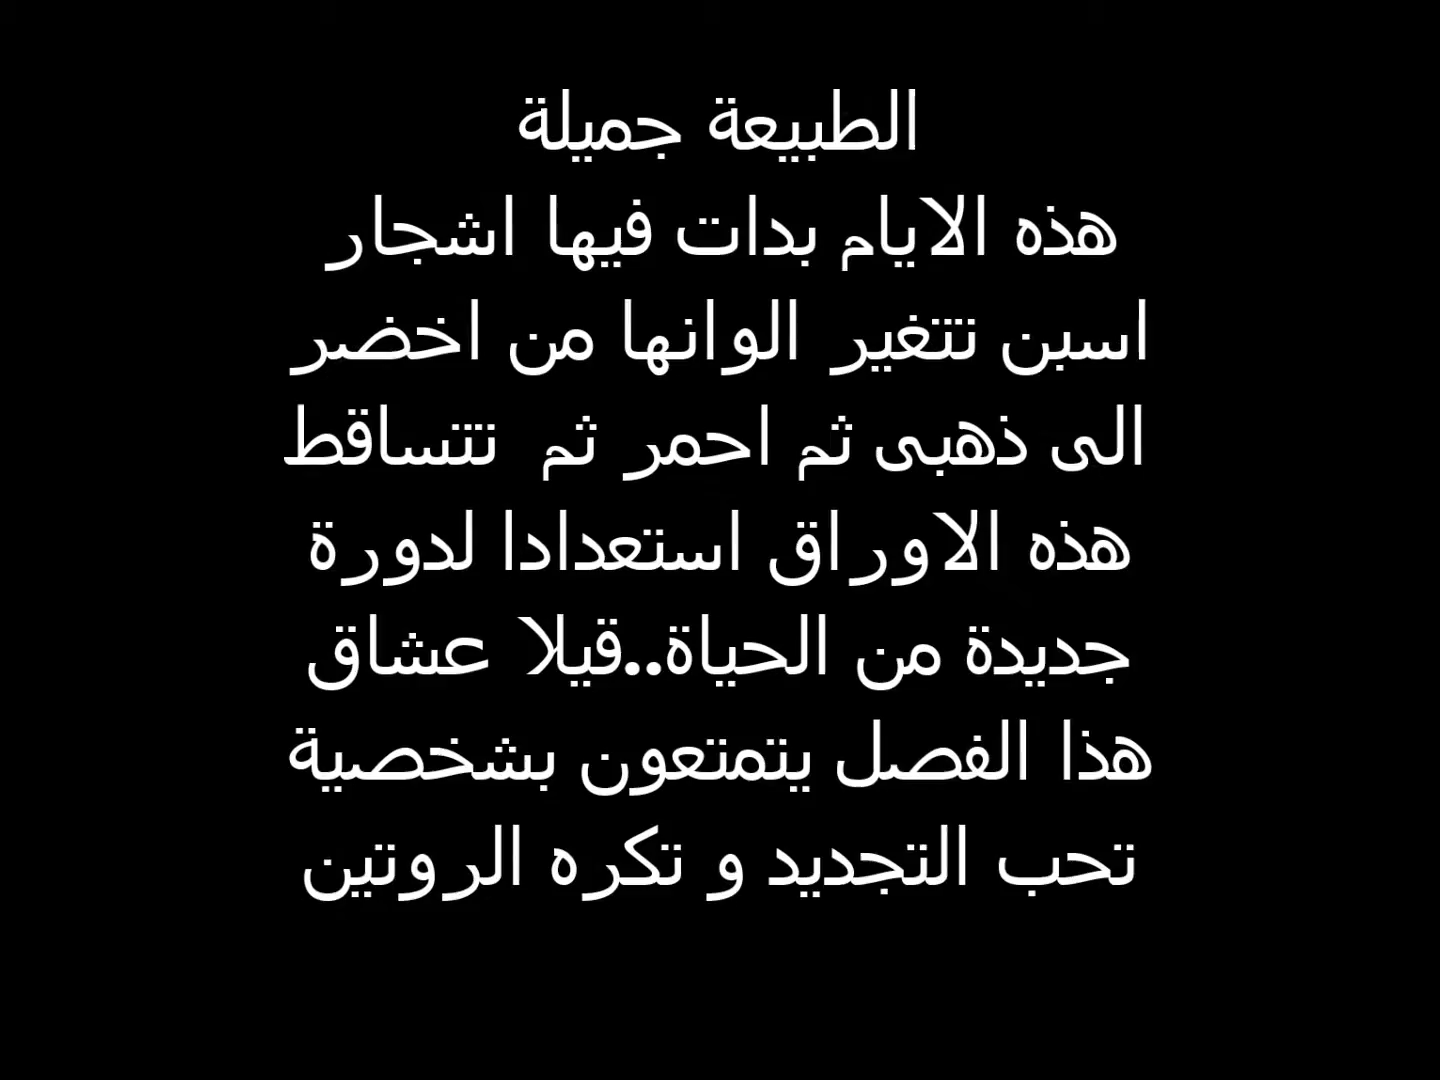 الطبيعة جميلة
هذه الايام بدات فيها اشجار
اسبن تتغير الوانها من اخضر
الى ذهبى ثم احمر ثم تتساقط
هذه الاوراق استعدادا لدورة
جديدة من الحياة..قيلا عشاق
هذا الفصل يتمتعون بشخصية
تحب التجديد و تكره الروتين